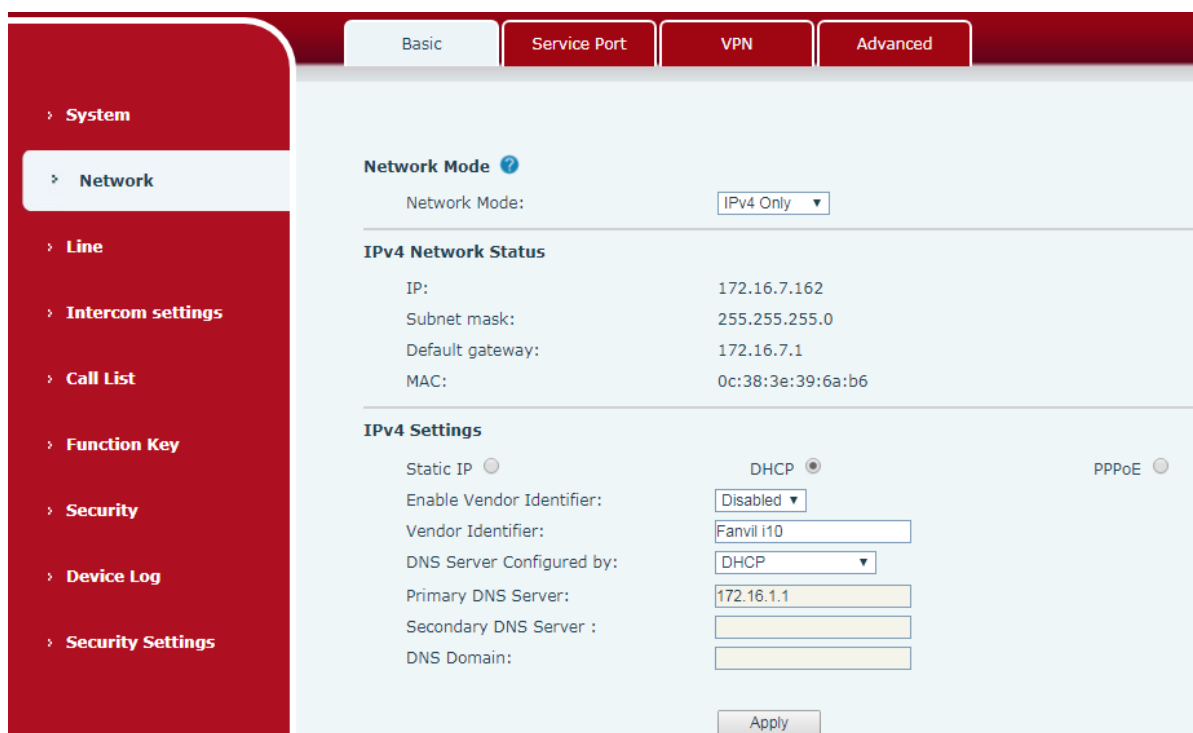 Basic Service Port VPN Advanced
System
Network
Line
Intercom settings
Call List
Function Key
Security
Device Log
Security Settings
Network Mode ?
Network Mode: IPv4 Only
IPv4 Network Status
IP: 172.16.7.162
Subnet mask: 255.255.255.0
Default gateway: 172.16.7.1
MAC: 0c:38:3e:39:6a:b6
IPv4 Settings
Static IP DHCP PPPoE
Enable Vendor Identifier: Disabled
Vendor Identifier: Fanvil i10
DNS Server Configured by: DHCP
Primary DNS Server: 172.16.1.1
Secondary DNS Server :
DNS Domain:
Apply